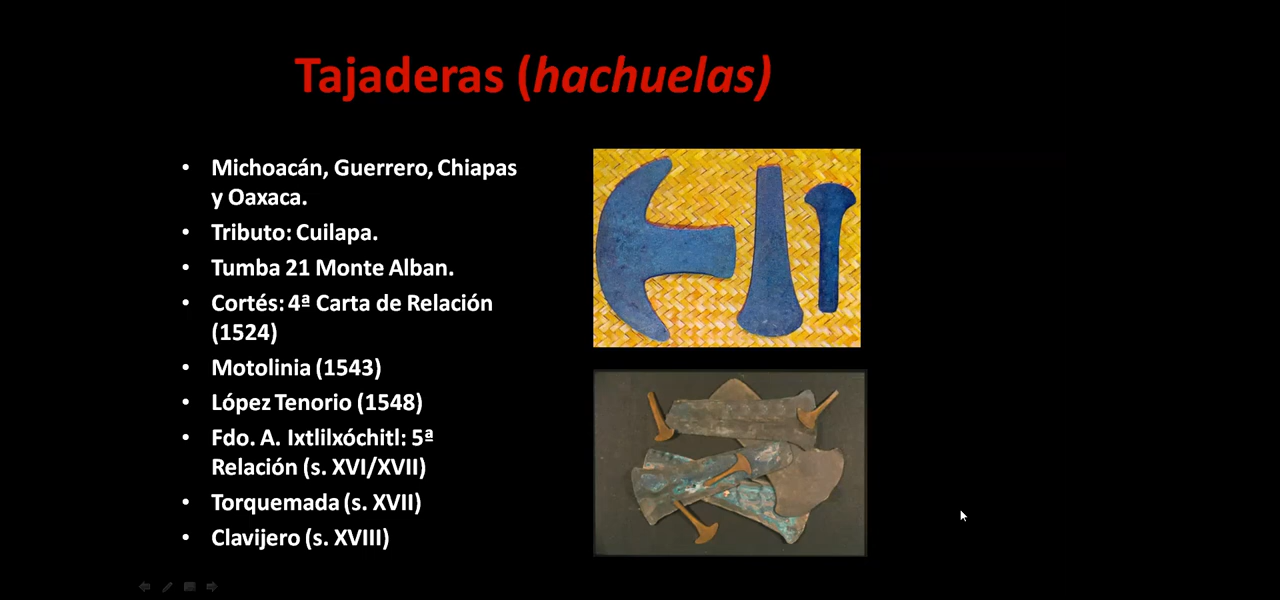 Tajaderas (hachuelas)
• Michoacán, Guerrero, Chiapas
y Oaxaca.
• Tributo: Cuilapa.
• Tumba 21 Monte Alban.
• Cortés: 4ª Carta de Relación
(1524)
• Motolinia (1543)
• López Tenorio (1548)
• Fdo. A. Ixtlilxóchitl: 5ª
Relación (s. XVI/XVII)
• Torquemada (s. XVII)
• Clavijero (s. XVIII)